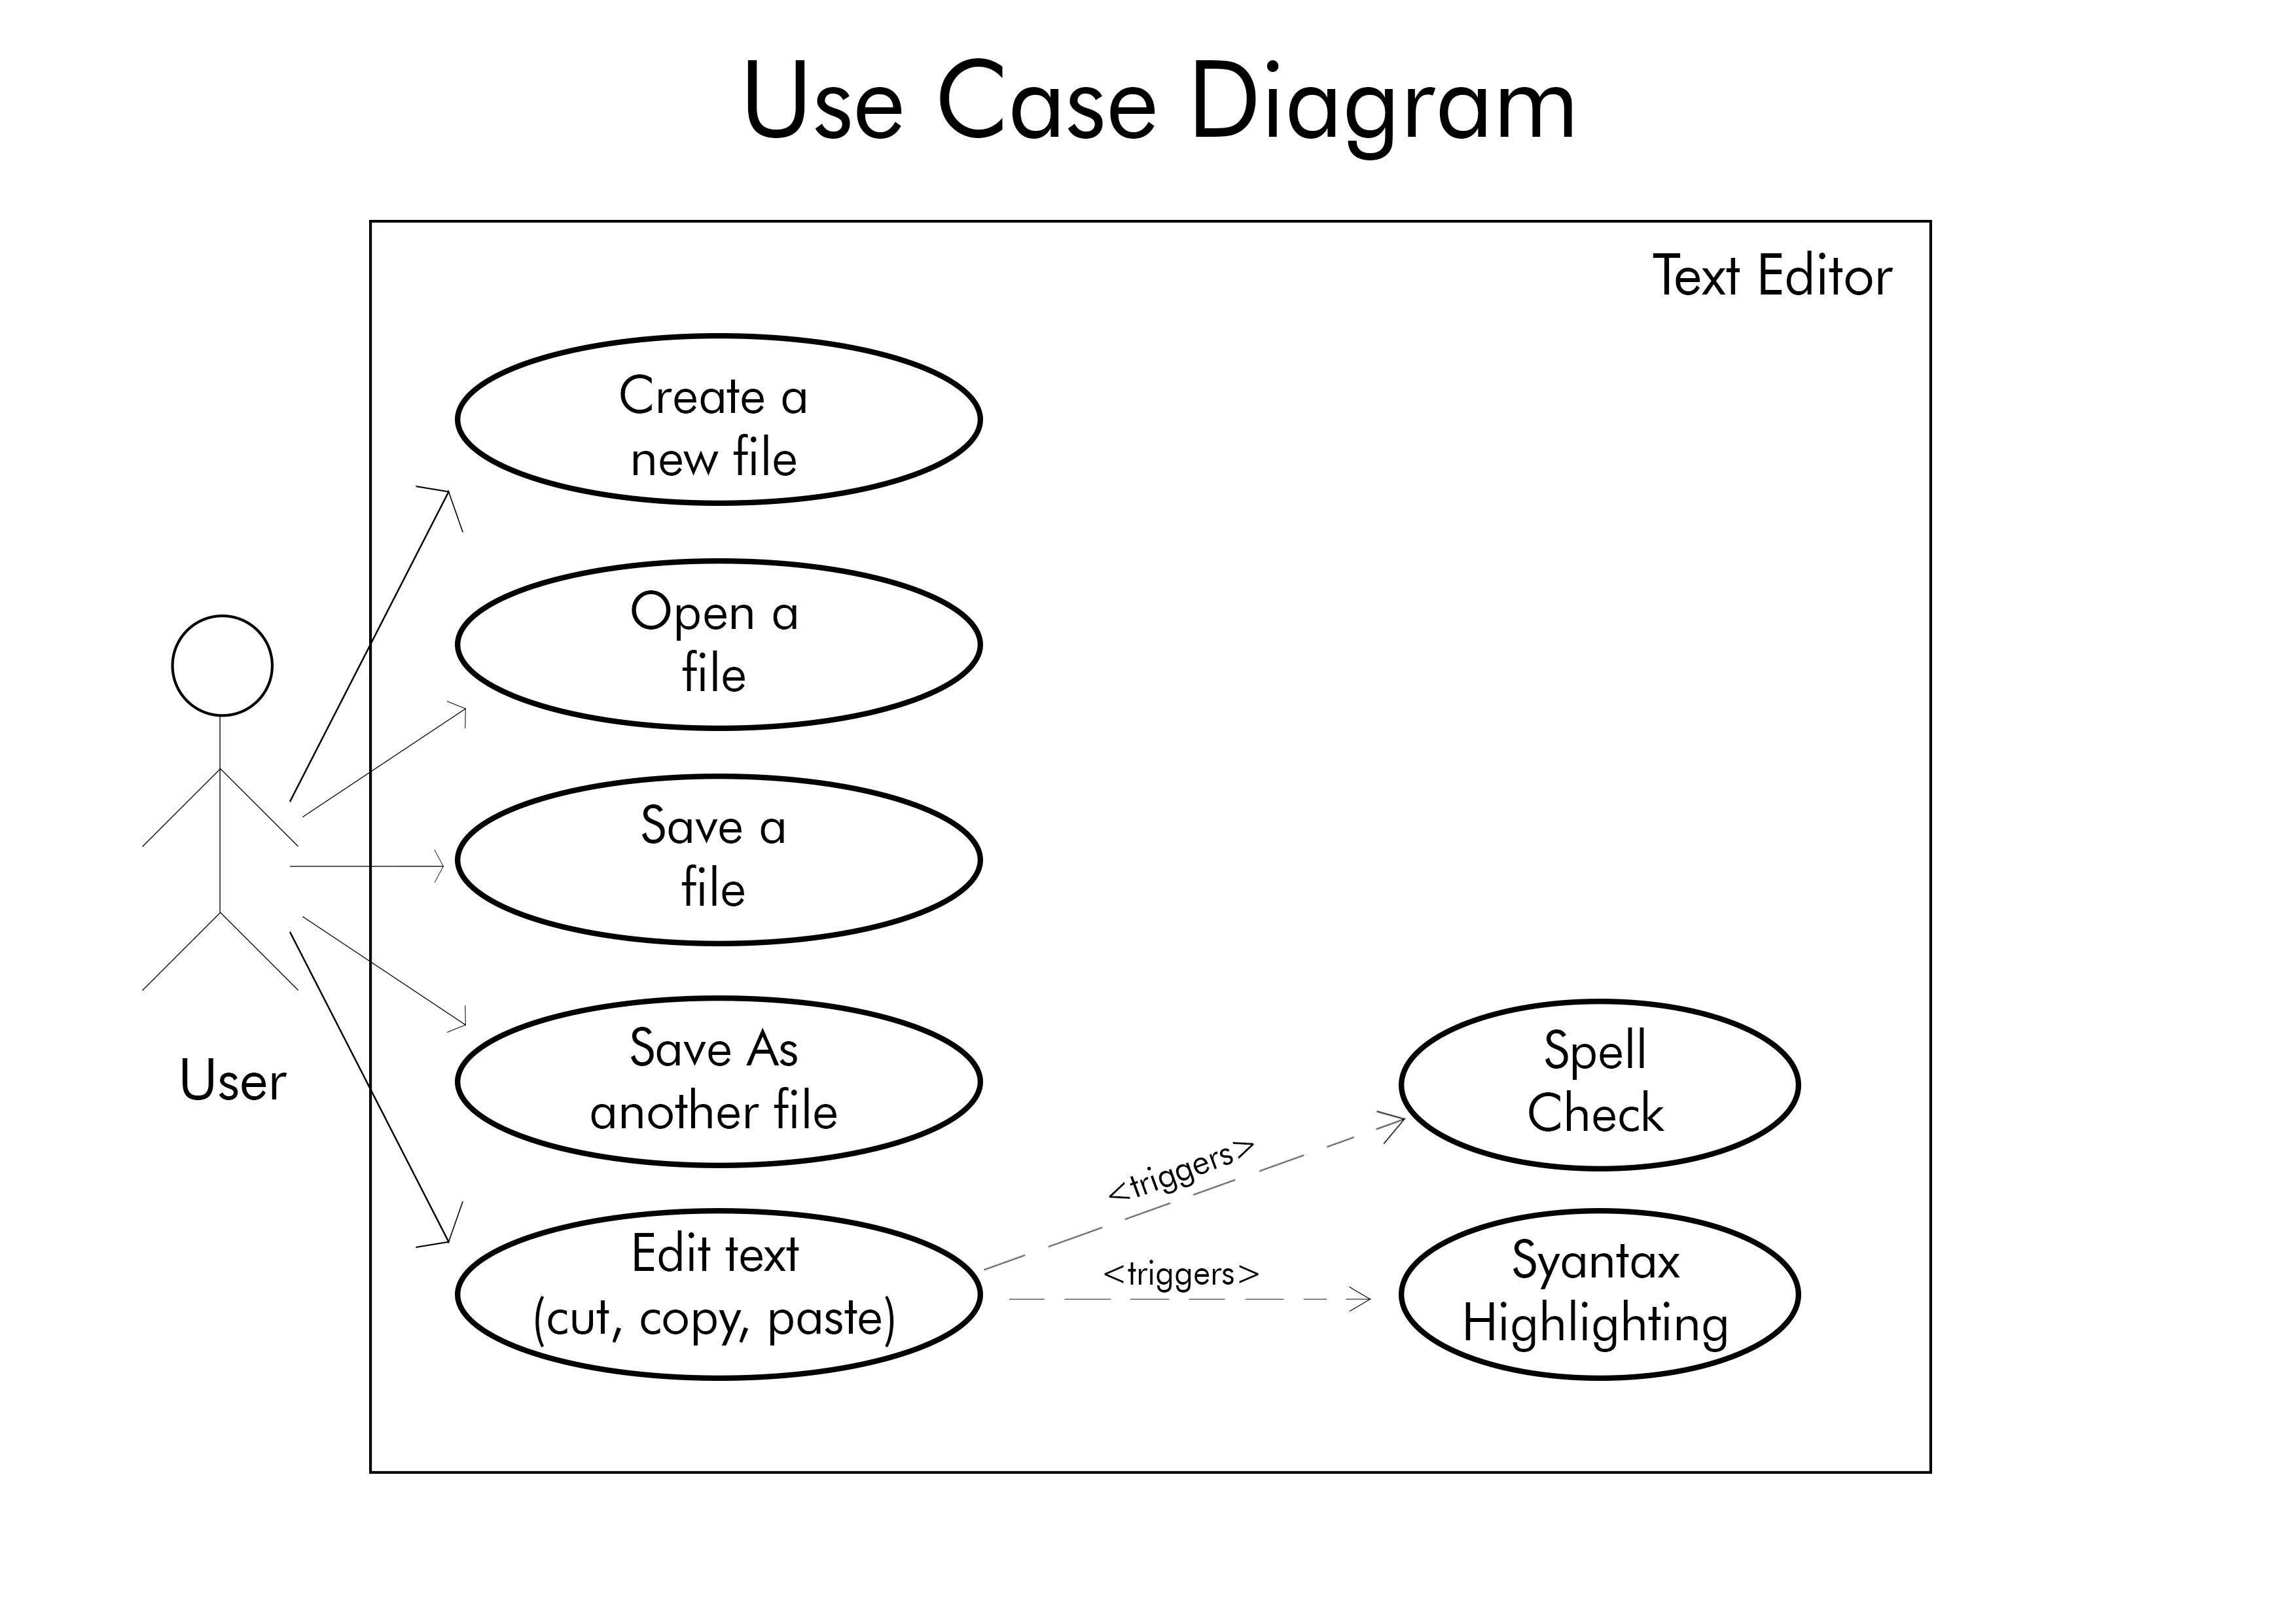 Use Case Diagram
Text Editor
Create a
new file
Open a
file
Save a
file
Save As
another file
User
Spell
Check
<triggers>
Edit text
(cut, copy, paste)
<triggers>
Syantax
Highlighting